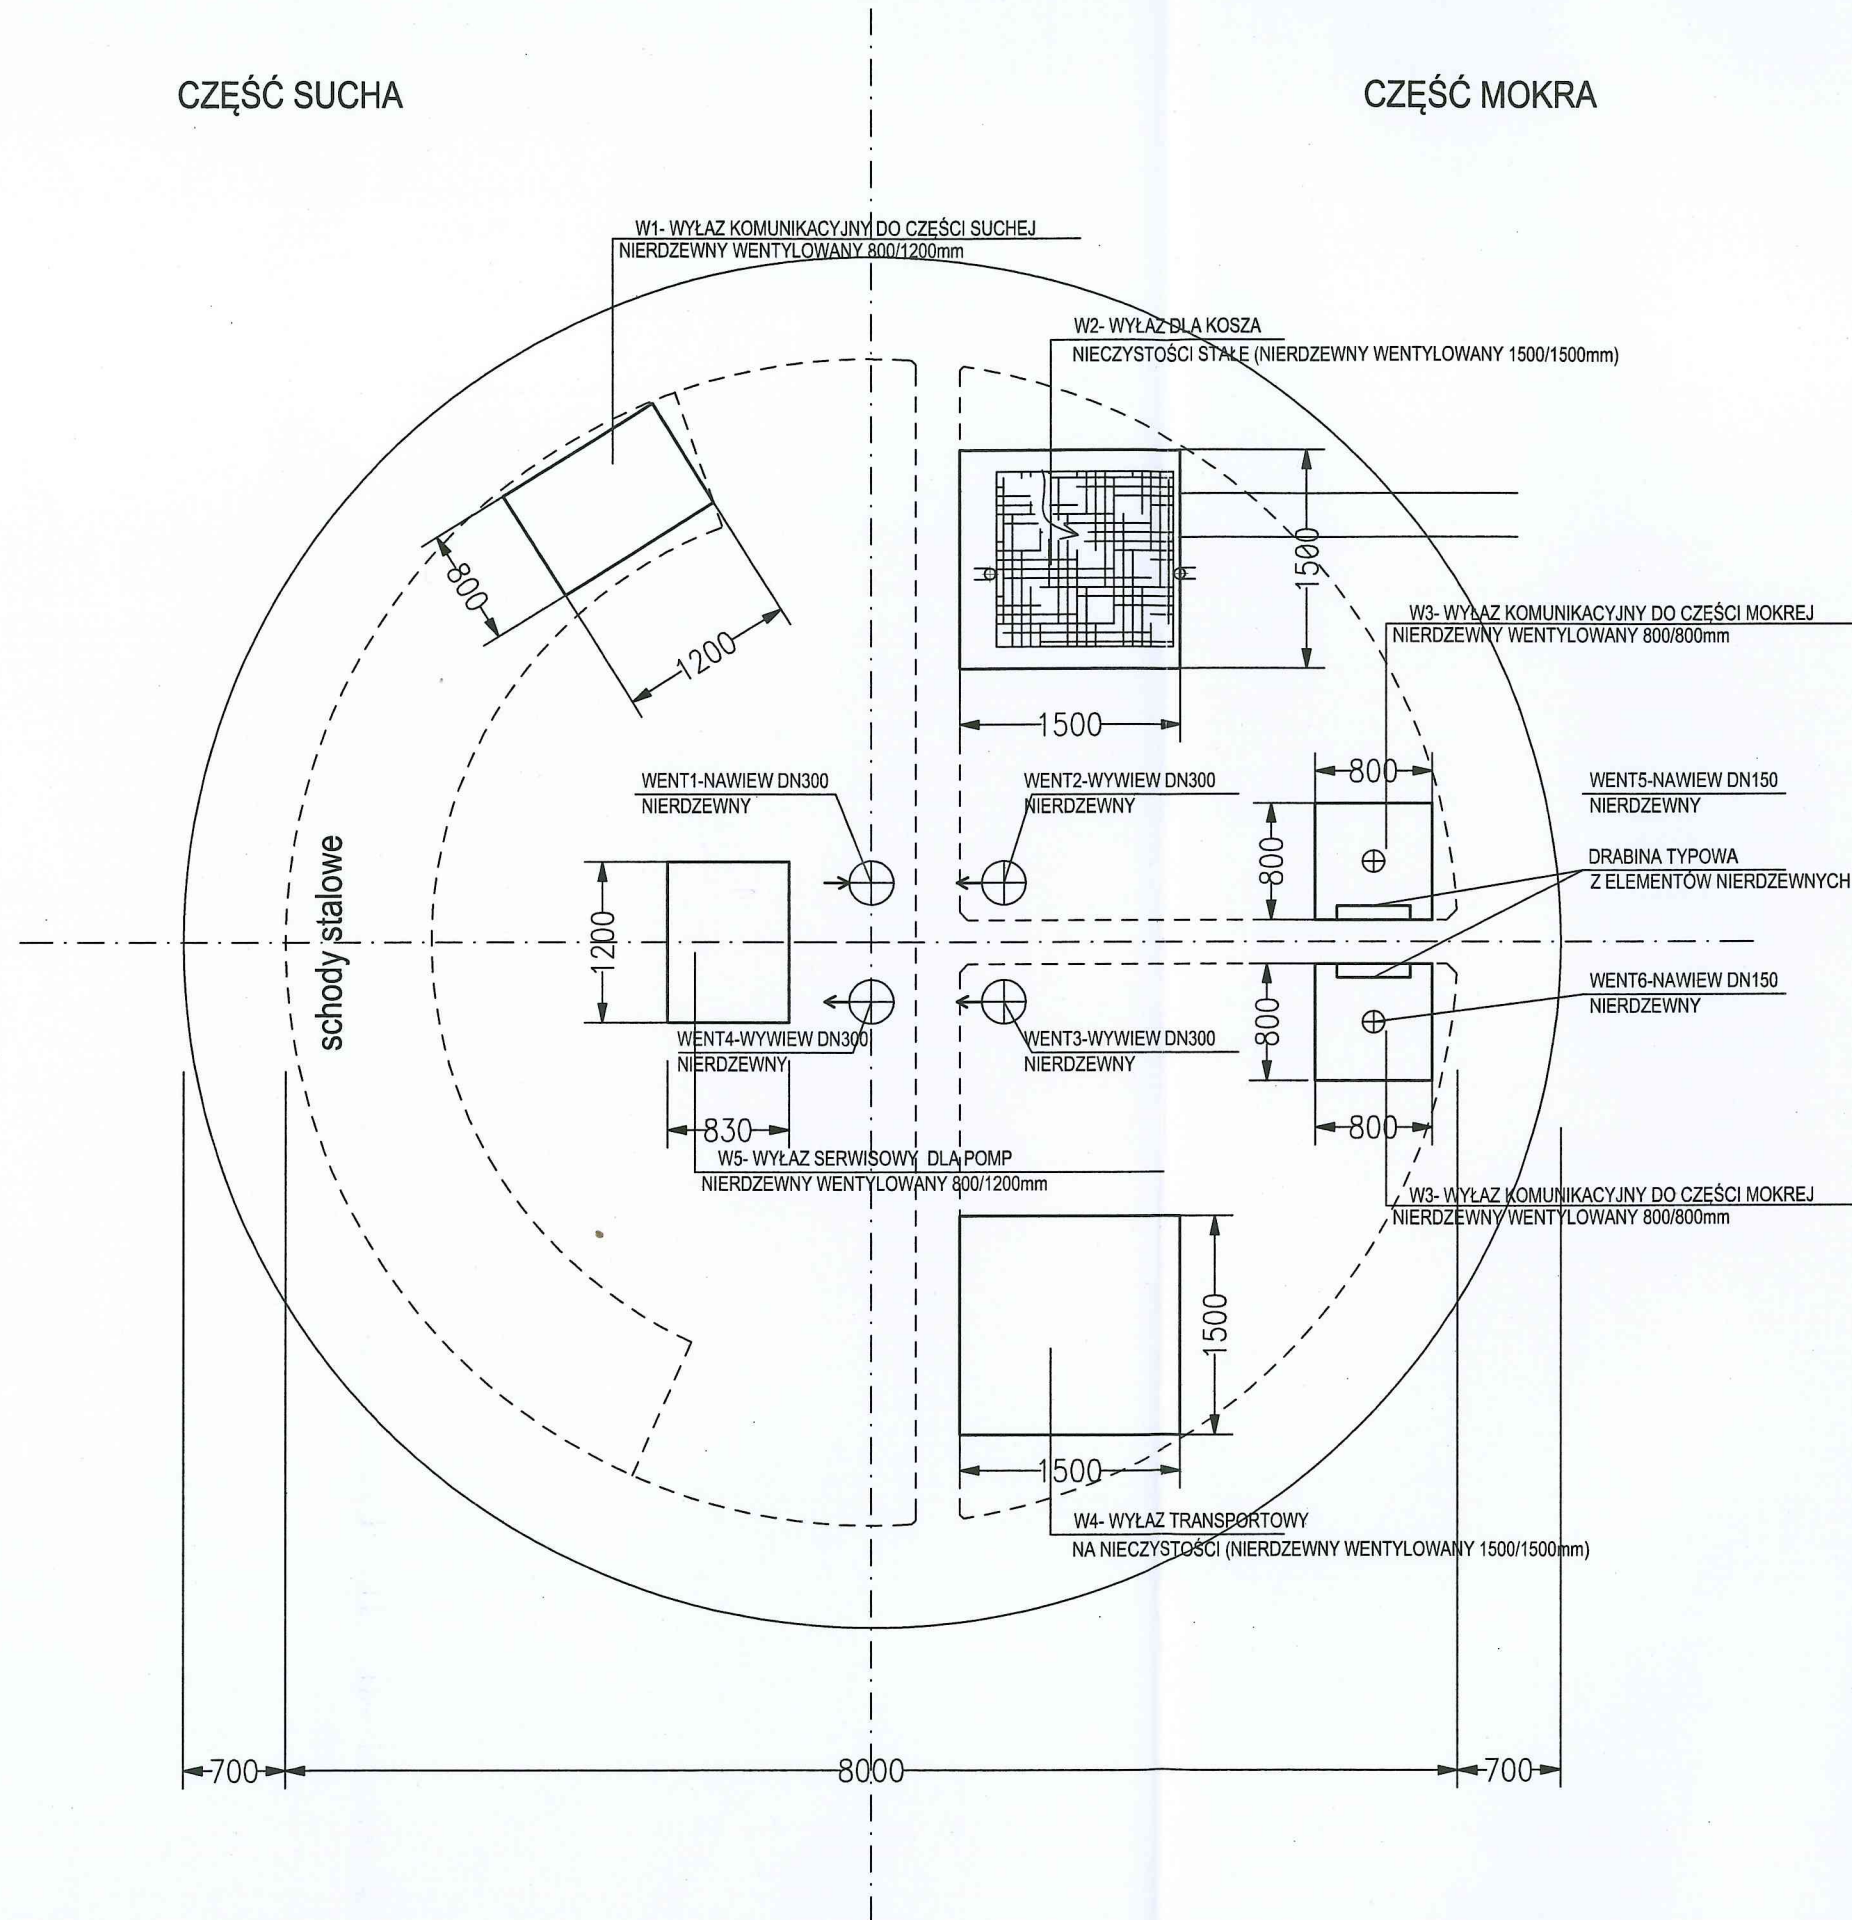 CZĘŚĆ SUCHA
CZĘŚĆ MOKRA
W1- WYŁAZ KOMUNIKACYJNY DO CZĘŚCI SUCHEJ
NIERDZEWNY WENTYLOWANY 800/1200mm
W2- WYŁAZ DLA KOSZA
NIECZYSTOŚCI STAŁE (NIERDZEWNY WENTYLOWANY 1500/1500mm)
800
1200
1500
1500
W3- WYŁAZ KOMUNIKACYJNY DO CZĘŚCI MOKREJ
NIERDZEWNY WENTYLOWANY 800/800mm
WENT1-NAWIEW DN300
NIERDZEWNY
WENT2-WYWIEW DN300
NIERDZEWNY
800
800
WENT5-NAWIEW DN150
NIERDZEWNY
DRABINA TYPOWA
Z ELEMENTÓW NIERDZEWNYCH
schody stalowe
1200
WENT4-WYWIEW DN300
NIERDZEWNY
WENT3-WYWIEW DN300
NIERDZEWNY
800
800
WENT6-NAWIEW DN150
NIERDZEWNY
830
W5- WYŁAZ SERWISOWY DLA POMP
NIERDZEWNY WENTYLOWANY 800/1200mm
W3- WYŁAZ KOMUNIKACYJNY DO CZĘŚCI MOKREJ
NIERDZEWNY WENTYLOWANY 800/800mm
1500
1500
W4- WYŁAZ TRANSPORTOWY
NA NIECZYSTOŚCI (NIERDZEWNY WENTYLOWANY 1500/1500mm)
700
8000
700